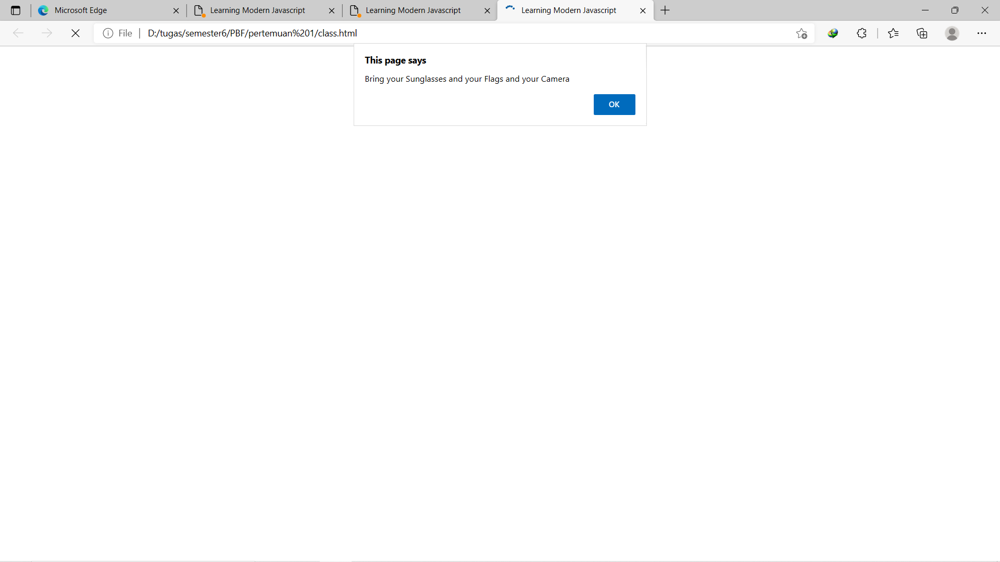 Microsoft Edge
Learning Modern Javascript
Learning Modern Javascript
Learning Modern Javascript
File
D:/tugas/semester6/PBF/pertemuan%201/class.html
This page says
Bring your Sunglasses and your Flags and your Camera
OK